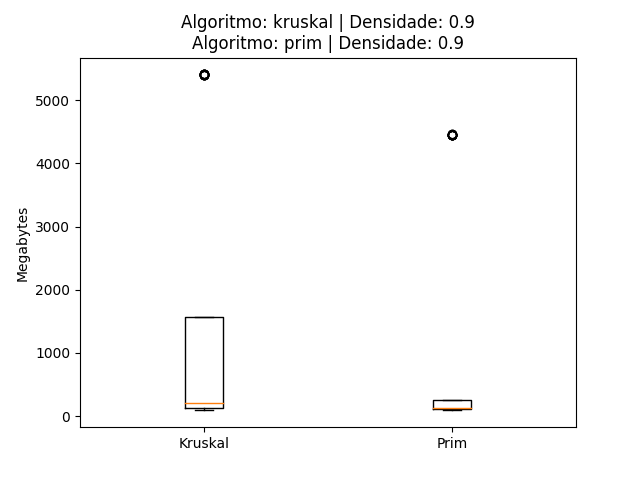 Algoritmo: kruskal | Densidade: 0.9
Algoritmo: prim | Densidade: 0.9
Megabytes
5000
4000
3000
2000
1000
0
Kruskal
Prim